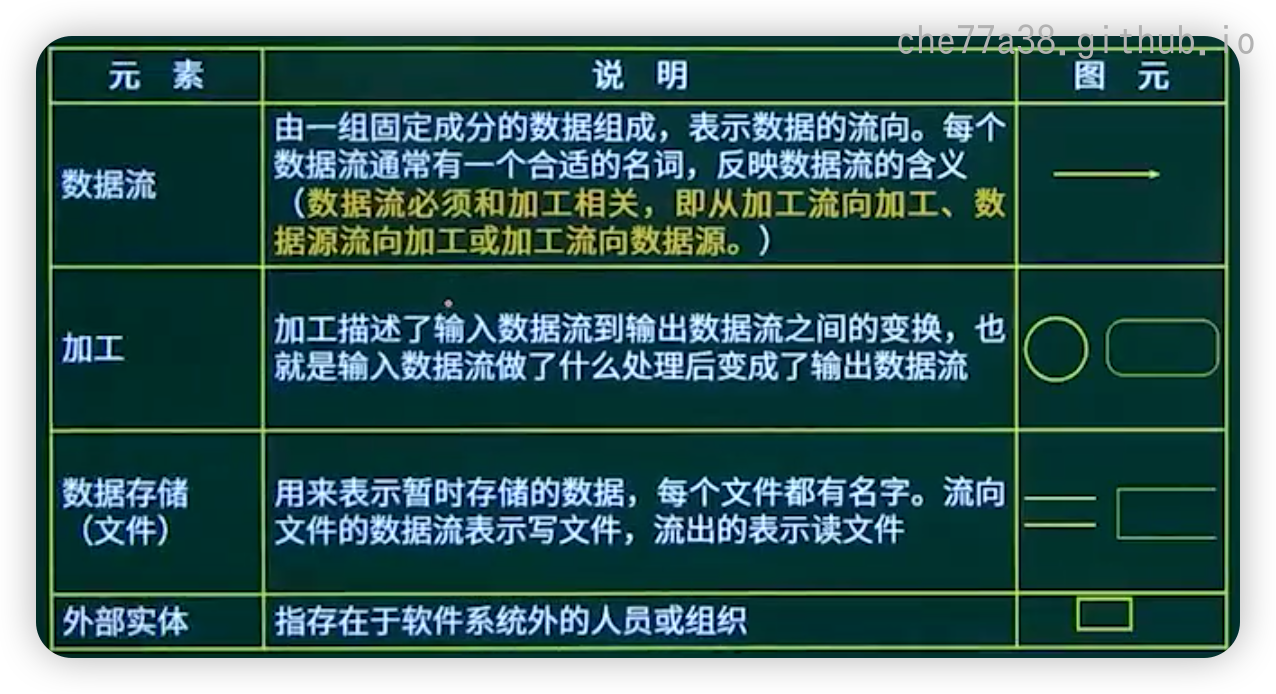 che77a38.github.io
元 素
说 明
图 元
数据流
由一组固定成分的数据组成，表示数据的流向。每个
数据流通常有一个合适的名词，反映数据流的含义
（数据流必须和加工相关，即从加工流向加工、数
据源流向加工或加工流向数据源。）
加工
加工描述了输入数据流到输出数据流之间的变换，也
就是输入数据流做了什么处理后变成了输出数据流
数据存储
（文件）
用来表示暂时存储的数据，每个文件都有名字。流向
文件的数据流表示写文件，流出的表示读文件
外部实体
指存在于软件系统外的人员或组织